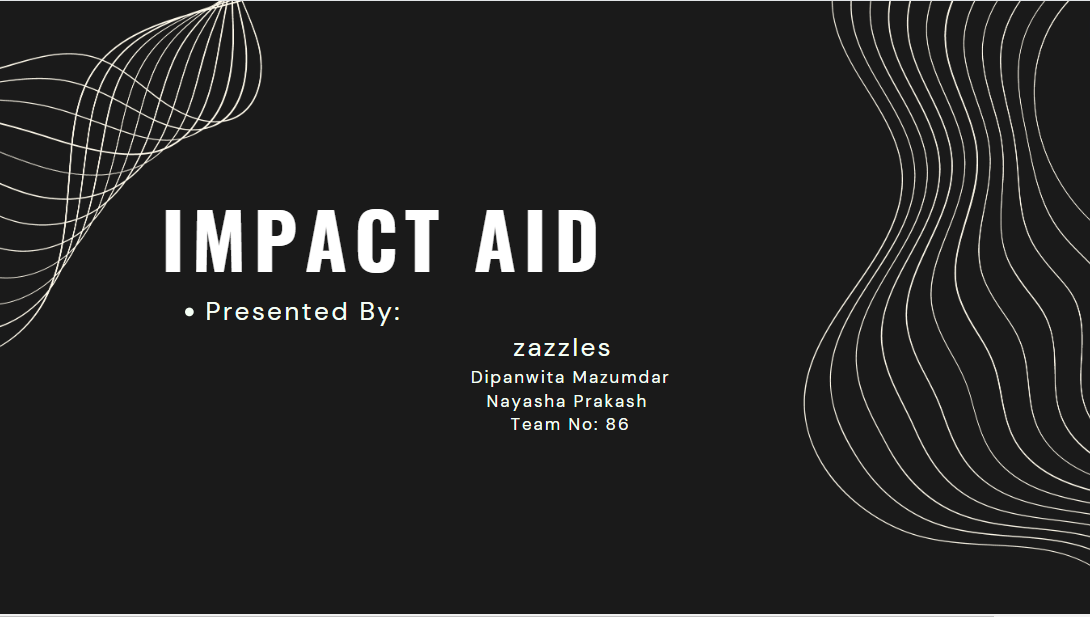 IMPACT AID
• Presented By:
zazzles
Dipanwita Mazumdar
Nayasha Prakash
Team No: 86